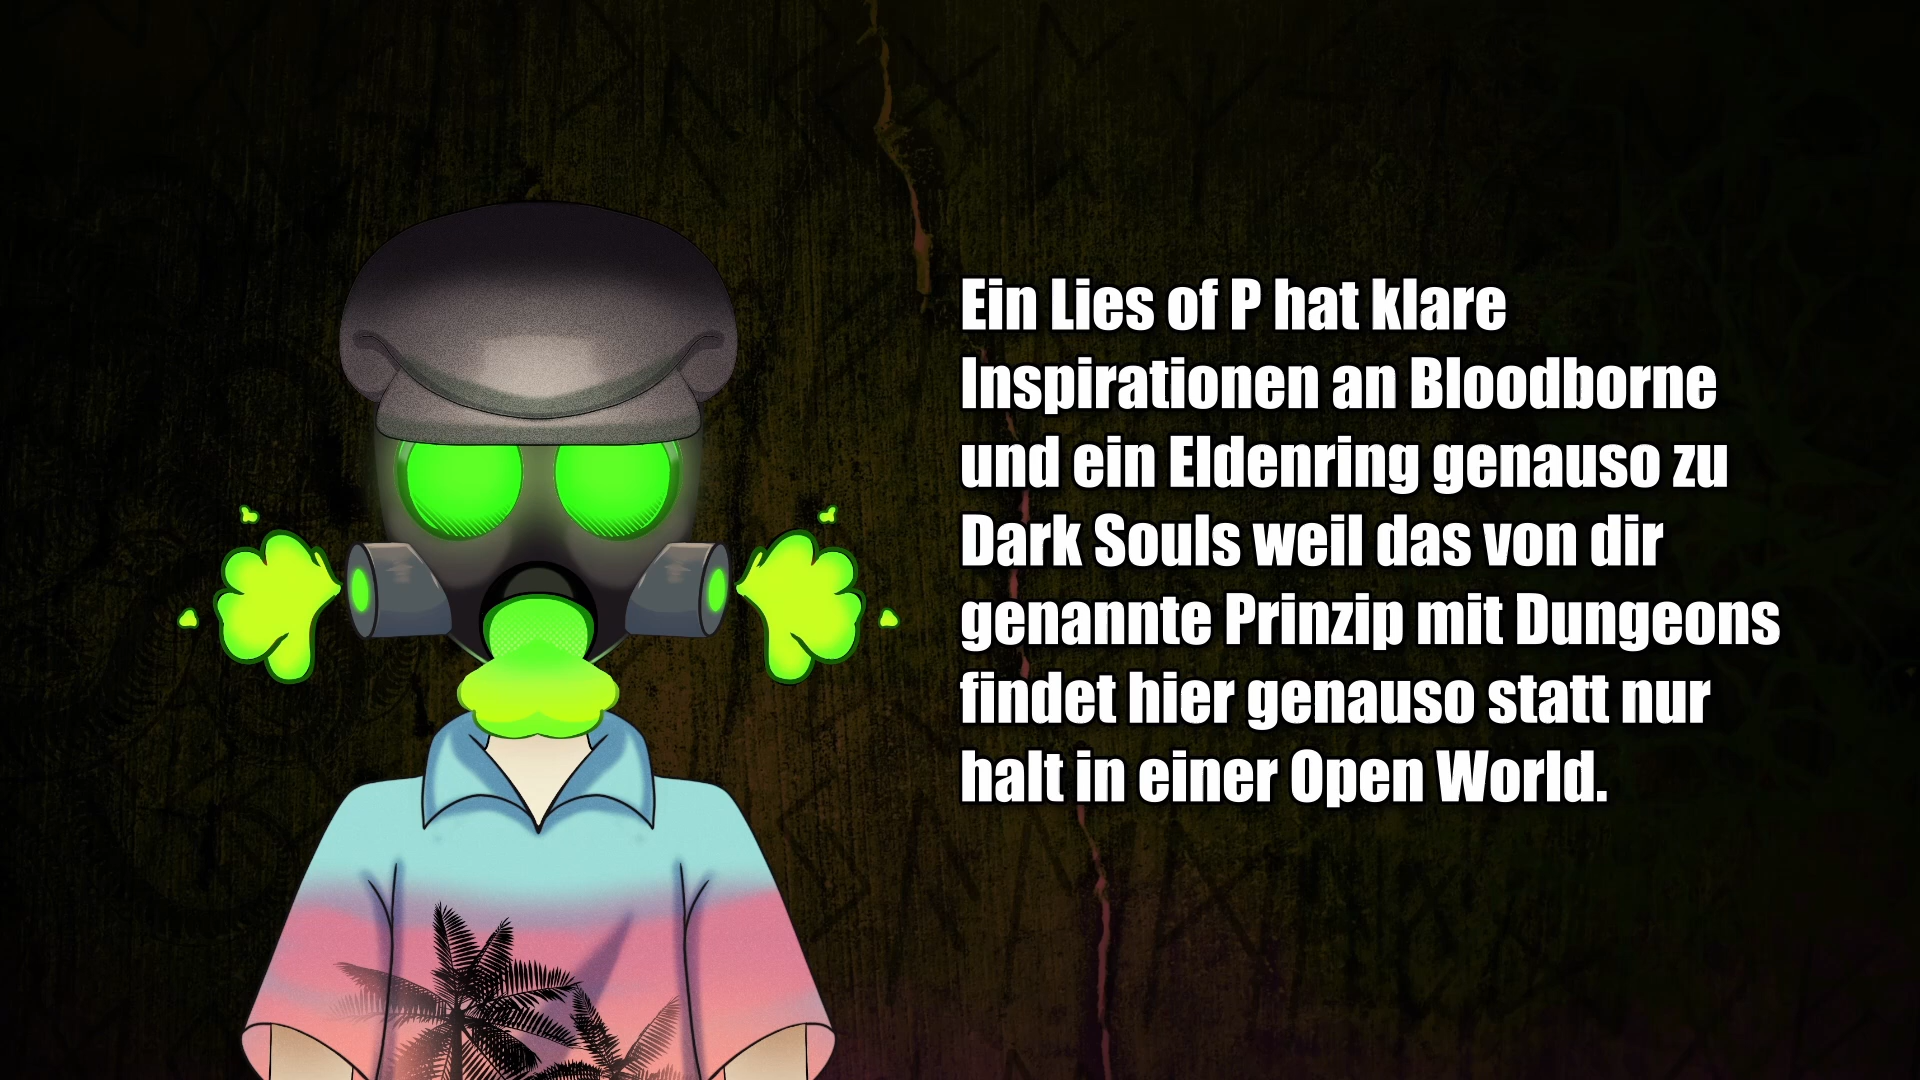 Ein Lies of P hat klare
Inspirationen an Bloodborne
und ein Eldenring genauso zu
Dark Souls weil das von dir
genannte Prinzip mit Dungeons
findet hier genauso statt nur
halt in einer Open World.